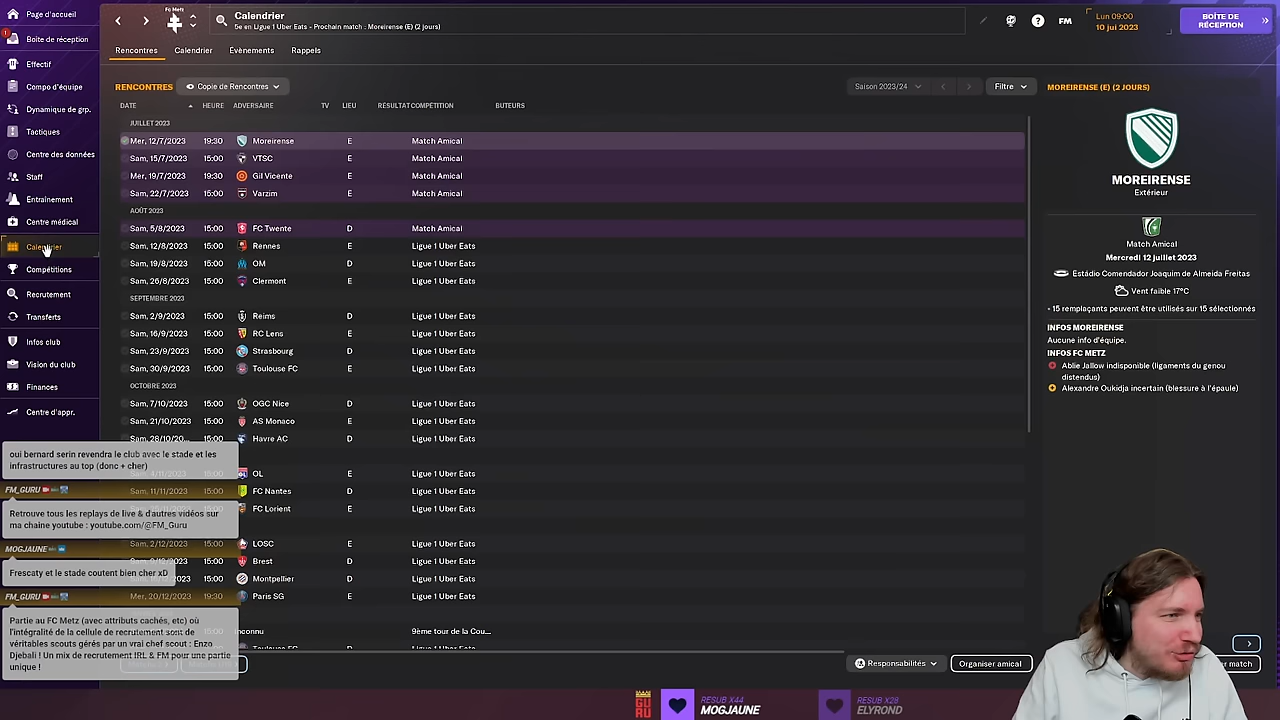 Page d'accueil
1
Boîte de réception
Effectif
Compo d'équipe
Dynamique de grp.
Tactiques
Centre des données
Staff
Entraînement
Centre médical
Calendrier
Compétitions
Recrutement
Transferts
Infos club
Vision du club
Finances
Centre d'appr.
Fc Metz
Calendrier
5e en Ligue 1 Uber Eats - Prochain match : Moreirense (E) (2 jours)
FM
Lun 09:00
10 jui 2023
BOÎTE DE
RÉCEPTION
Rencontres Calendrier Evènements Rappels
RENCONTRES
Copie de Rencontres
Saison 2023/24
Filtre
DATE HEURE ADVERSAIRE TV LIEU RÉSULTAT COMPÉTITION BUTEURS
JUILLET 2023
Mer, 12/7/2023 19:30 Moreirense E Match Amical
Sam, 15/7/2023 15:00 VTSC E Match Amical
Mer, 19/7/2023 19:30 Gil Vicente E Match Amical
Sam, 22/7/2023 15:00 Varzim E Match Amical
AOÛT 2023
Sam, 5/8/2023 15:00 FC Twente D Match Amical
Sam, 12/8/2023 15:00 Rennes E Ligue 1 Uber Eats
Sam, 19/8/2023 15:00 OM D Ligue 1 Uber Eats
Sam, 26/8/2023 15:00 Clermont E Ligue 1 Uber Eats
SEPTEMBRE 2023
Sam, 2/9/2023 15:00 Reims D Ligue 1 Uber Eats
Sam, 16/9/2023 15:00 RC Lens E Ligue 1 Uber Eats
Sam, 23/9/2023 15:00 Strasbourg D Ligue 1 Uber Eats
Sam, 30/9/2023 15:00 Toulouse FC E Ligue 1 Uber Eats
OCTOBRE 2023
Sam, 7/10/2023 15:00 OGC Nice D Ligue 1 Uber Eats
Sam, 21/10/2023 15:00 AS Monaco E Ligue 1 Uber Eats
Sam, 28/10/20... 15:00 Havre AC D Ligue 1 Uber Eats
Sam, 4/11/2023 15:00 OL E Ligue 1 Uber Eats
Sam, 11/11/2023 15:00 FC Nantes D Ligue 1 Uber Eats
FC Lorient E Ligue 1 Uber Eats
Sam, 2/12/2023 15:00 LOSC E Ligue 1 Uber Eats
Brest D Ligue 1 Uber Eats
Montpellier D Ligue 1 Uber Eats
Mer, 20/12/2023 19:30 Paris SG E Ligue 1 Uber Eats
Inconnu 9ème tour de la Cou...
Responsabilités
Organiser amical
MOREIRENSE (E) (2 JOURS)
MOREIRENSE
Extérieur
Match Amical
Mercredi 12 juillet 2023
Estádio Comendador Joaquim de Almeida Freitas
Vent faible 17°C
- 15 remplaçants peuvent être utilisés sur 15 sélectionnés
INFOS MOREIRENSE
Aucune info d'équipe.
INFOS FC METZ
Ablie Jallow indisponible (ligaments du genou
distendus)
Alexandre Oukidja incertain (blessure à l'épaule)
match
oui bernard serin revendra le club avec le stade et les
infrastructures au top (donc + cher)
FM_GURU
Retrouve tous les replays de live & d'autres vidéos sur
ma chaine youtube : youtube.com/@FM_Guru
MOGJAUNE
Frescaty et le stade coutent bien cher xD
FM_GURU
Partie au FC Metz (avec attributs cachés, etc) où
l'intégralité de la cellule de recrutement sont de
véritables scouts gérés par un vrai chef scout : Enzo
Djebali ! Un mix de recrutement IRL & FM pour une partie
unique !
GURU
RESUB X44
MOGJAUNE
RESUB X28
ELYROND